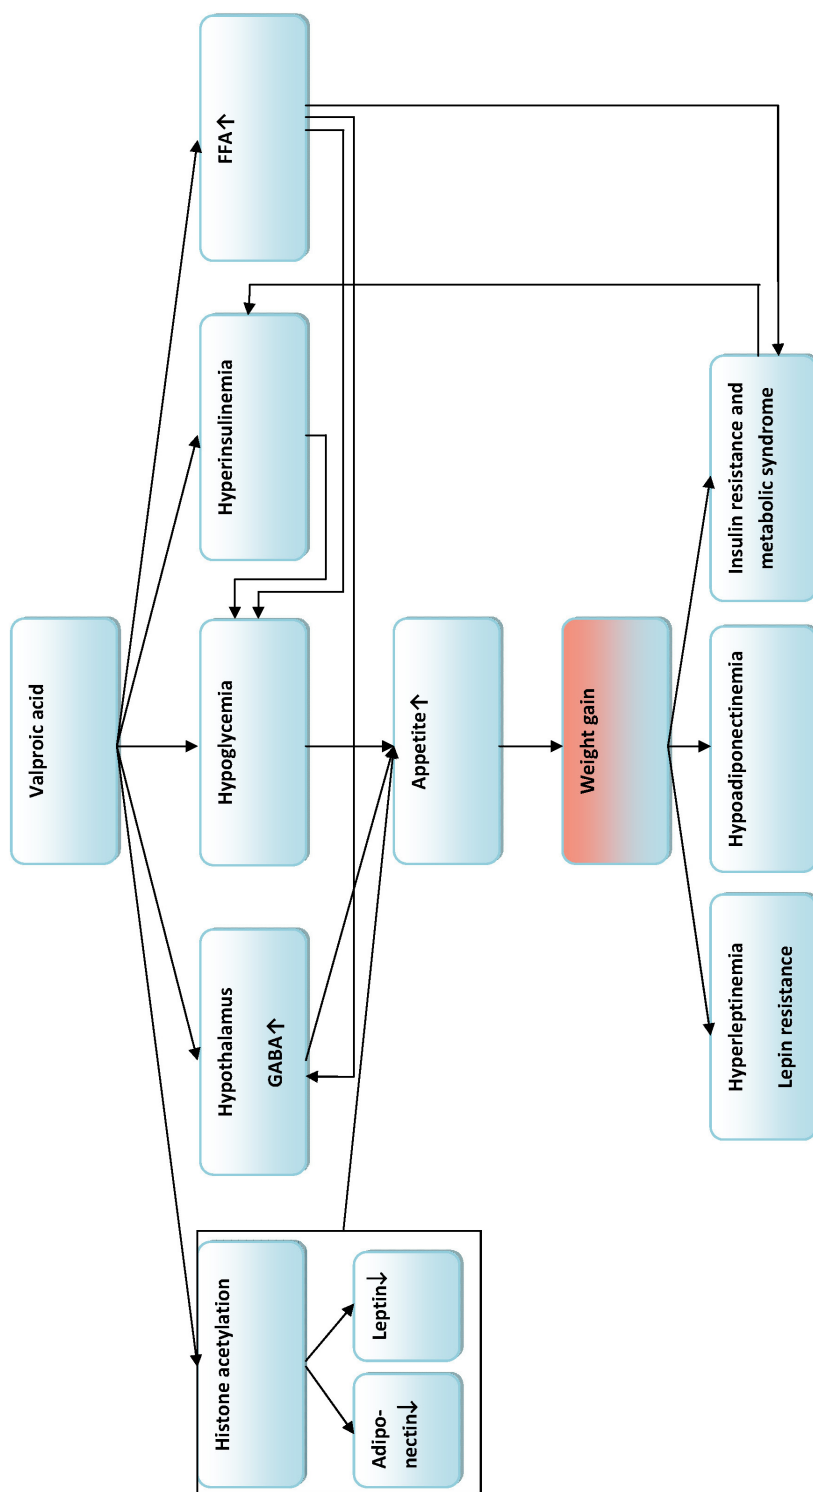 Valproic acid
Histone acetylation
Adipo-
nectin↓
Leptin↓
Hypothalamus
GABA↑
Hypoglycemia
Hyperinsulinemia
FFA↑
Appetite↑
Weight gain
Hyperleptinemia
Lepin resistance
Hypoadiponectinemia
Insulin resistance and
metabolic syndrome